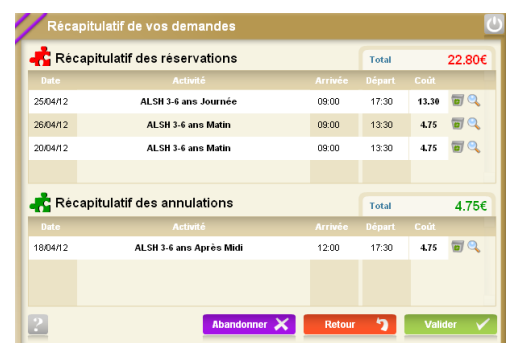 Récapitulatif de vos demandes
Récapitulatif des réservations Total 22.80€
Date Activité Arrivée Départ Coût
25/04/12 ALSH 3-6 ans Journée 09:00 17:30 13.30
26/04/12 ALSH 3-6 ans Matin 09:00 13:30 4.75
20/04/12 ALSH 3-6 ans Matin 09:00 13:30 4.75
Récapitulatif des annulations Total 4.75€
Date Activité Arrivée Départ Coût
18/04/12 ALSH 3-6 ans Après Midi 12:00 17:30 4.75
? Abandonner Retour Valider